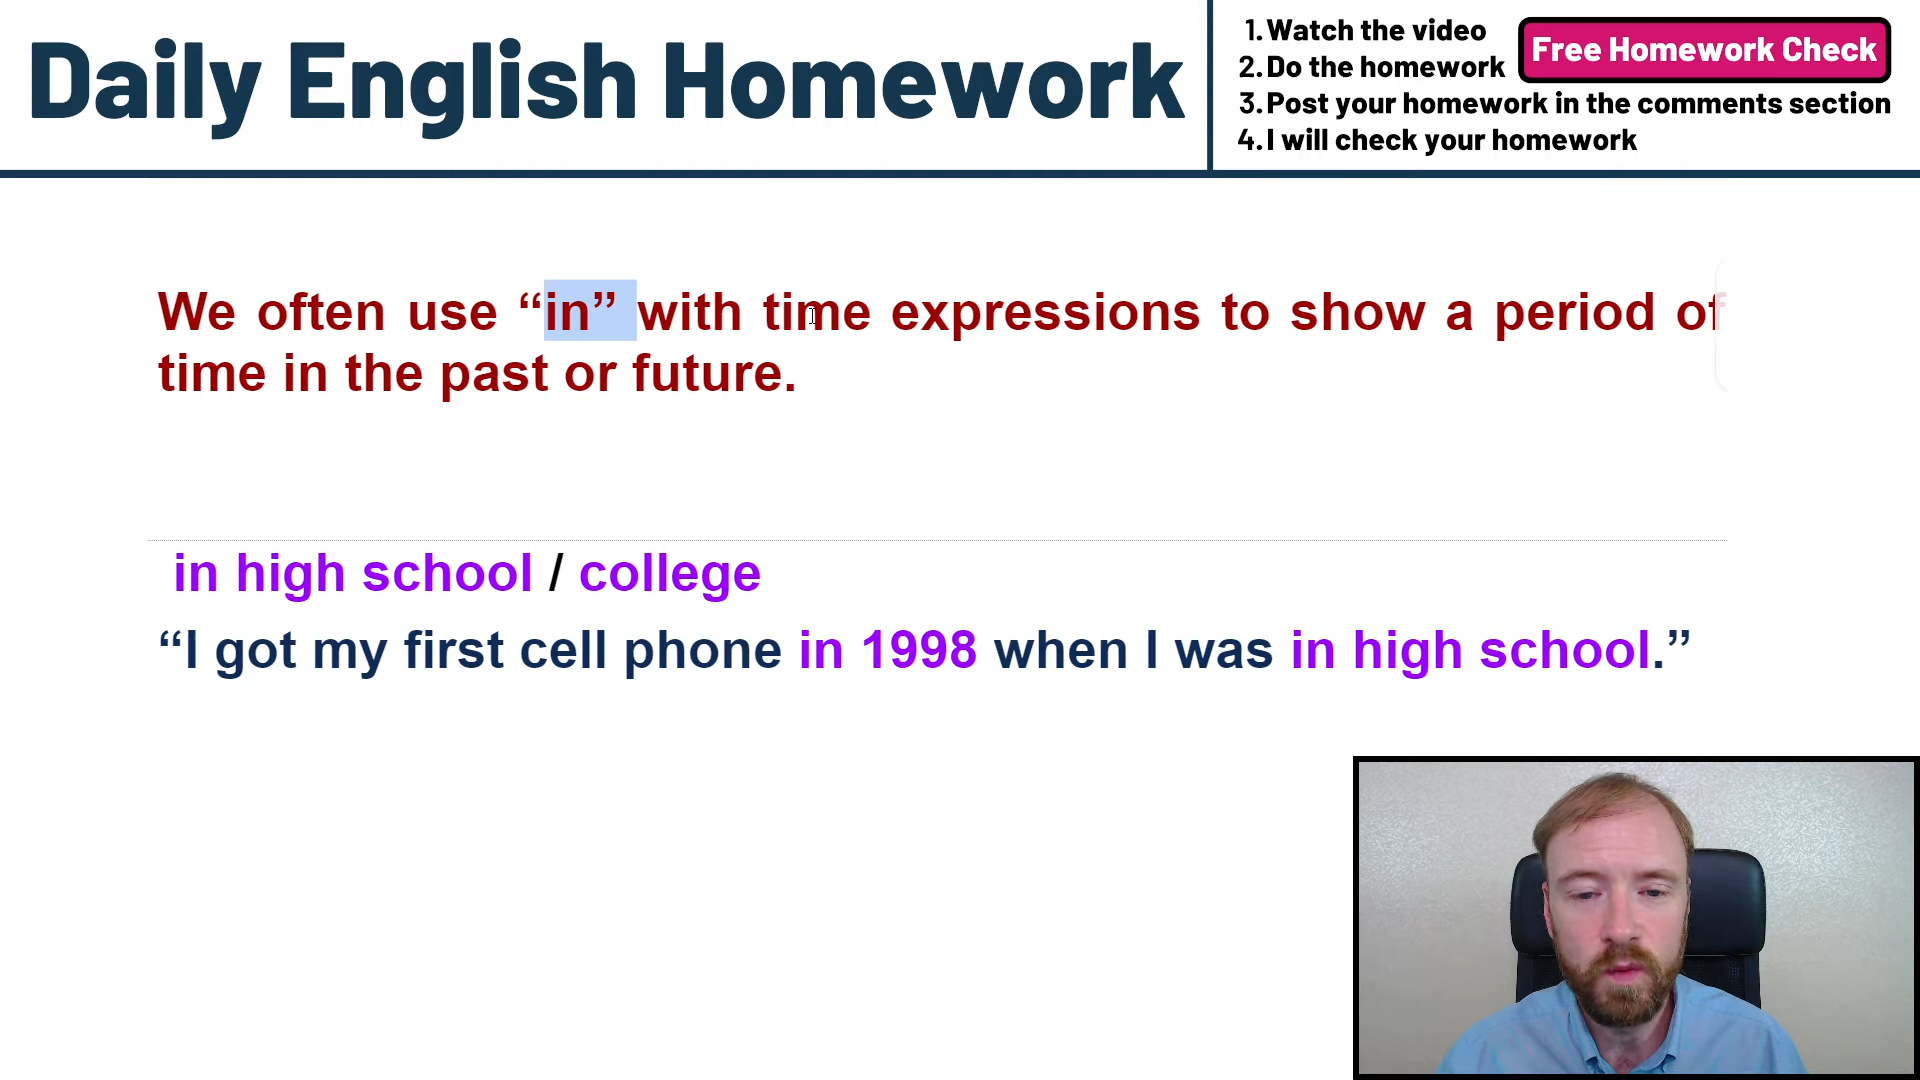 Daily English Homework
1. Watch the video
2. Do the homework
Free Homework Check
3. Post your homework in the comments section
4. I will check your homework
We often use “in” with time expressions to show a period of
time in the past or future.
in high school / college
“I got my first cell phone in 1998 when I was in high school.”